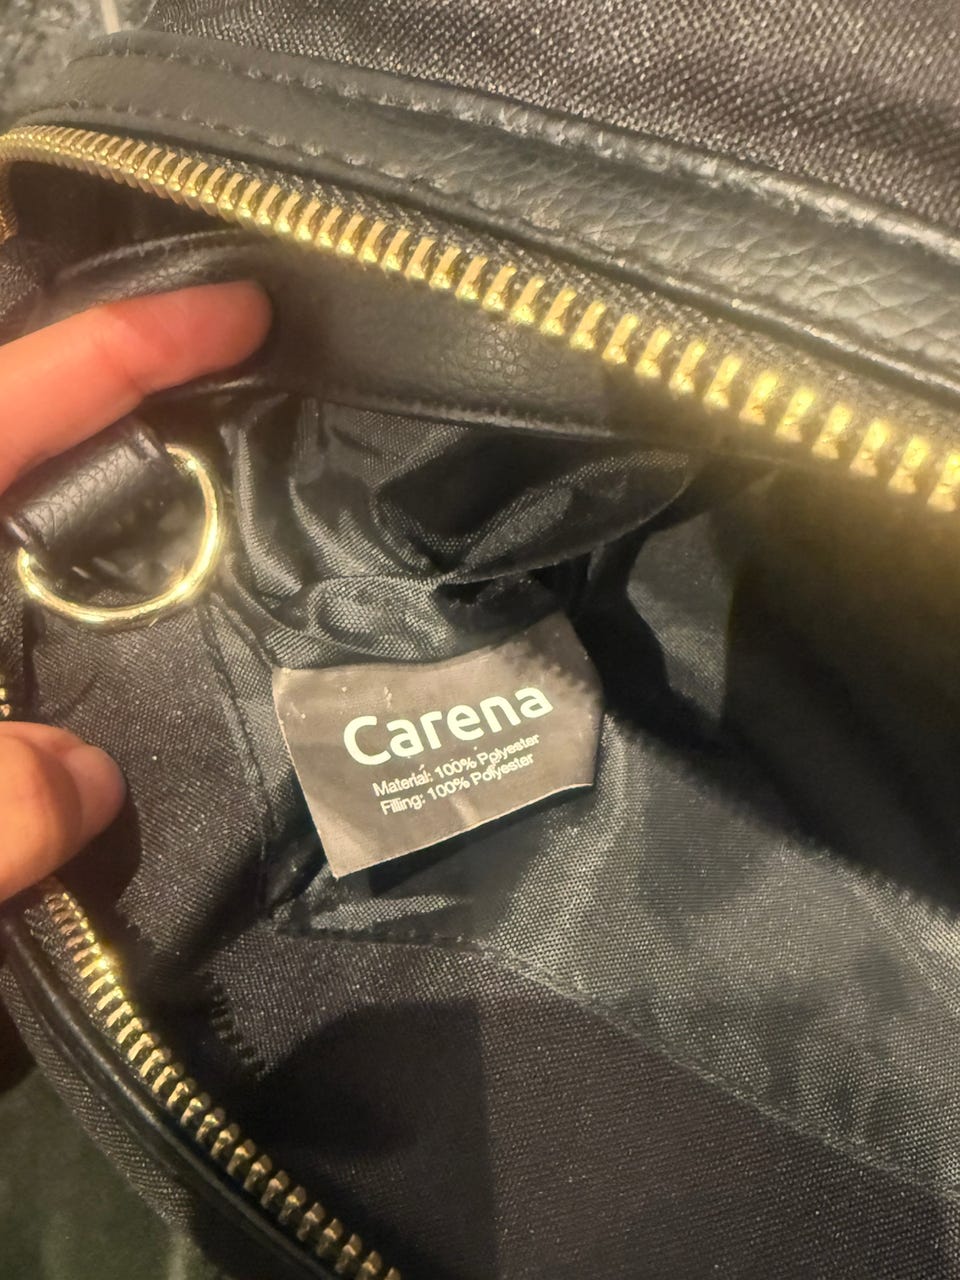 Carena
Material: 100% Polyester
Filling: 100% Polyester